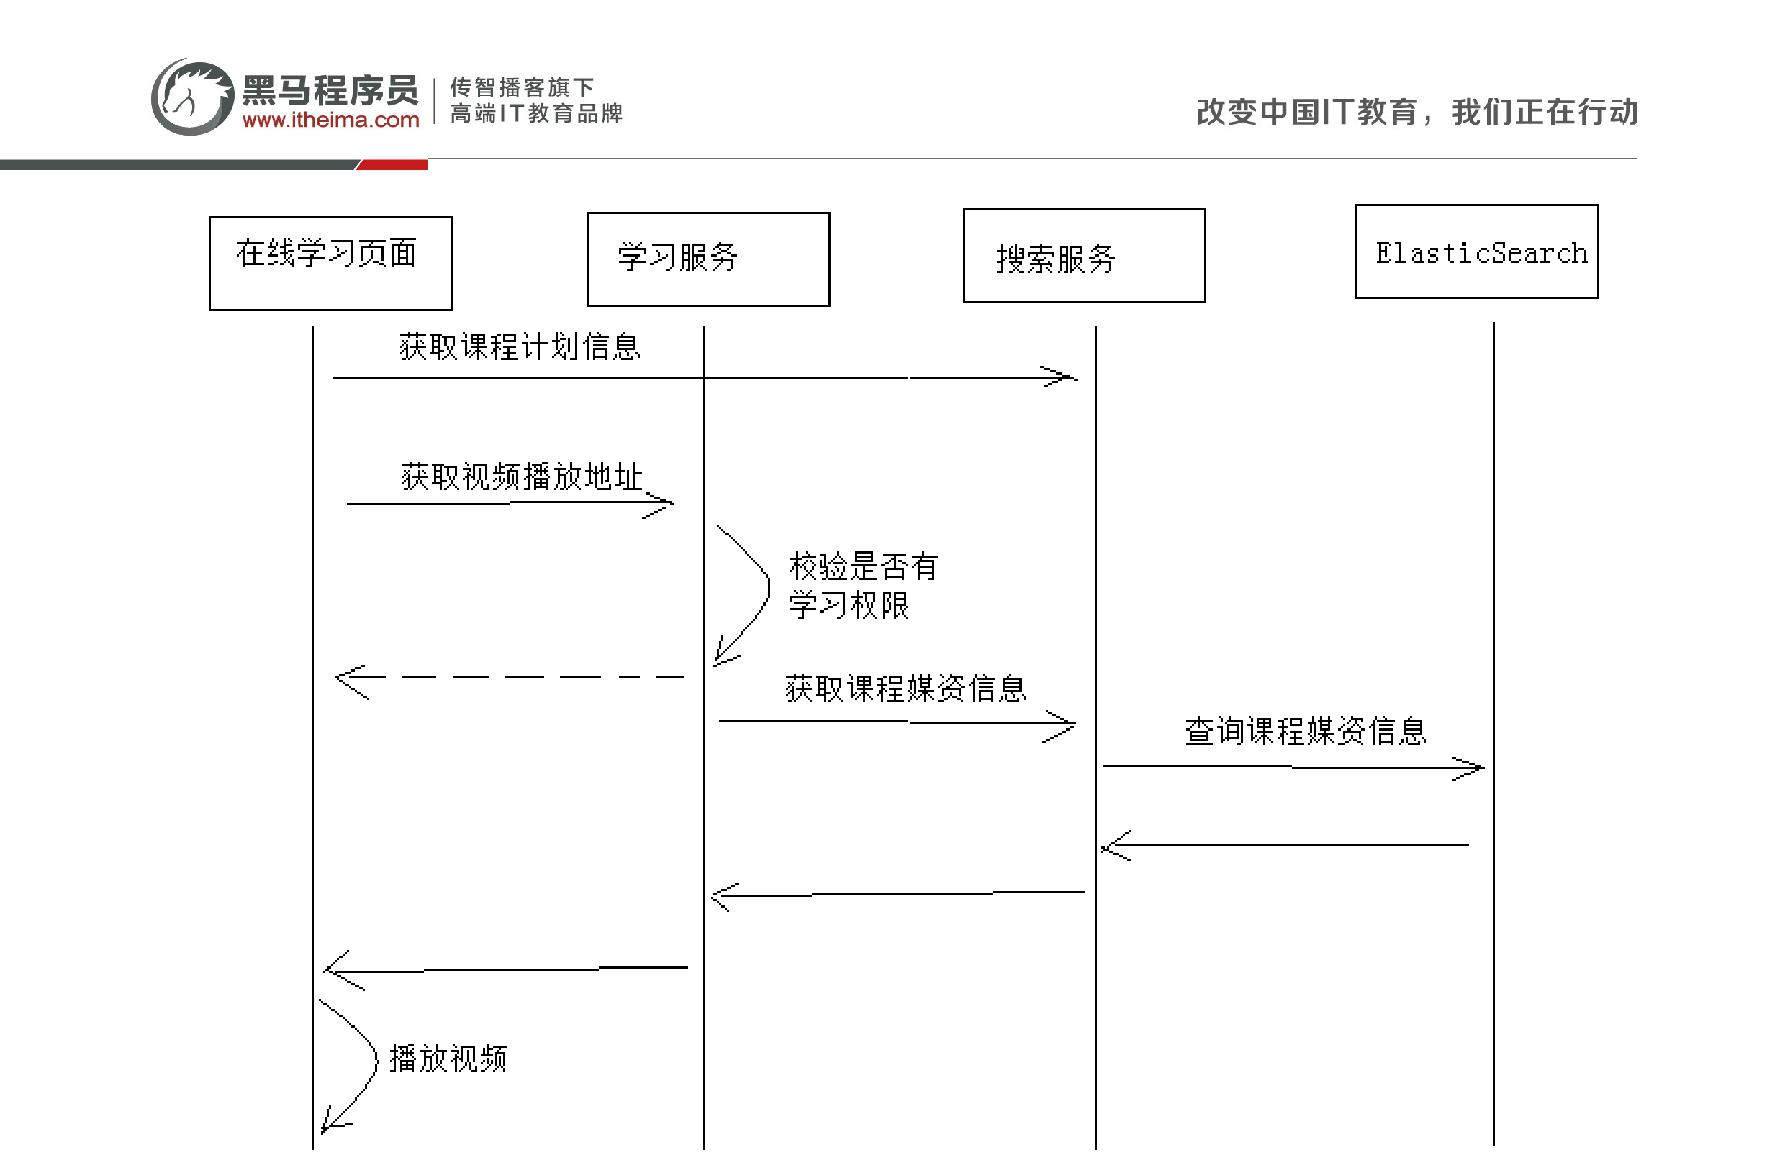 黑马程序员
www.itheima.com
传智播客旗下
高端IT教育品牌
改变中国IT教育，我们正在行动
在线学习页面
学习服务
搜索服务
ElasticSearch
获取课程计划信息
获取视频播放地址
校验是否有
学习权限
获取课程媒资信息
查询课程媒资信息
播放视频